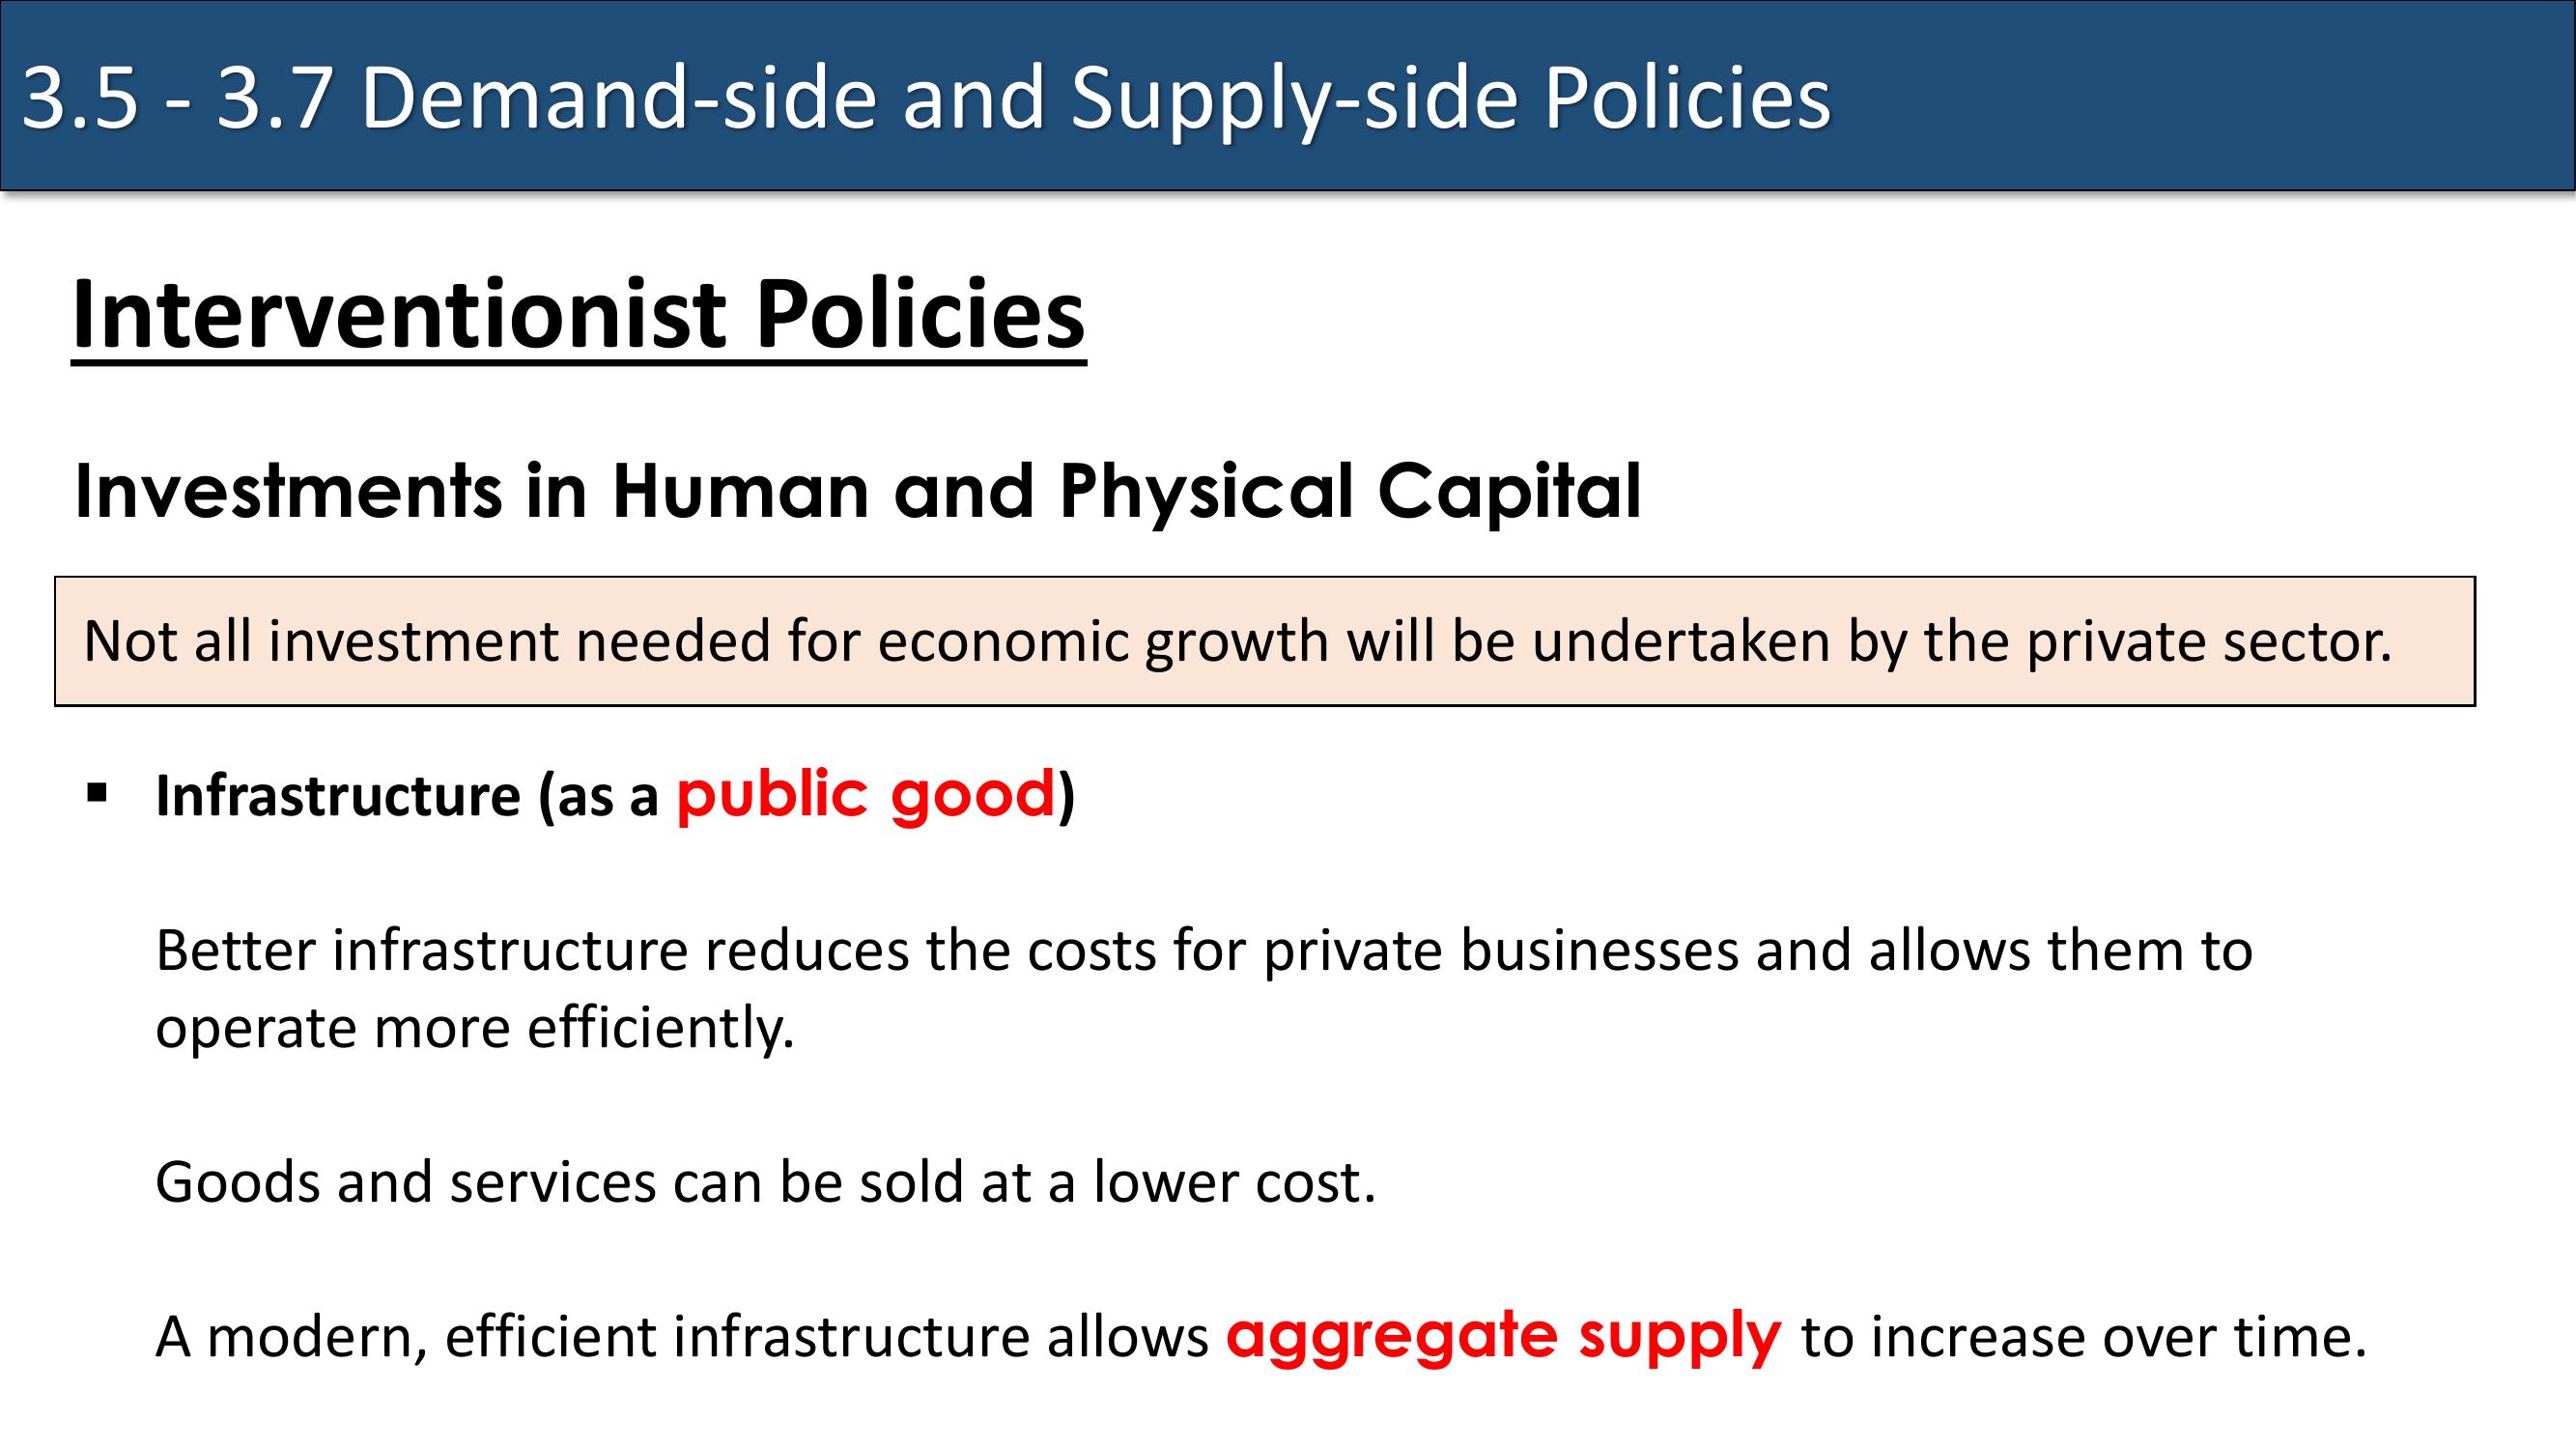 3.5 - 3.7 Demand-side and Supply-side Policies
Interventionist Policies
Investments in Human and Physical Capital
Not all investment needed for economic growth will be undertaken by the private sector.
▪ Infrastructure (as a public good)
Better infrastructure reduces the costs for private businesses and allows them to
operate more efficiently.
Goods and services can be sold at a lower cost.
A modern, efficient infrastructure allows aggregate supply to increase over time.